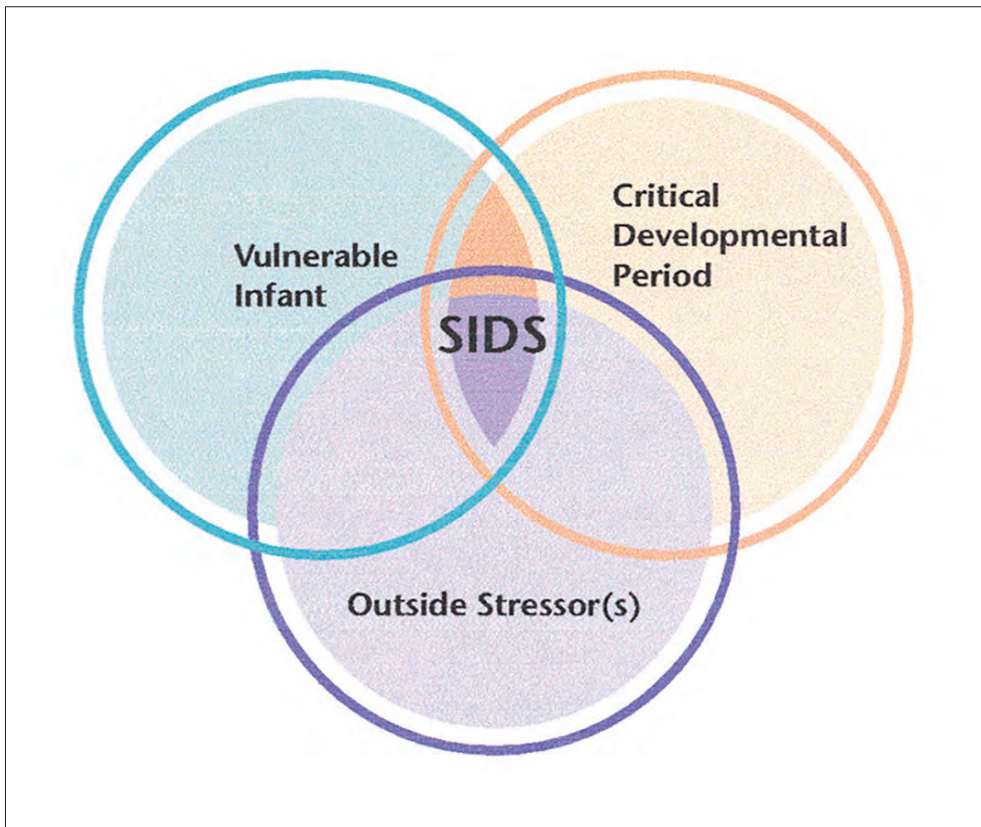 Critical
Developmental
Period
Vulnerable
Infant
SIDS
Outside Stressor(s)